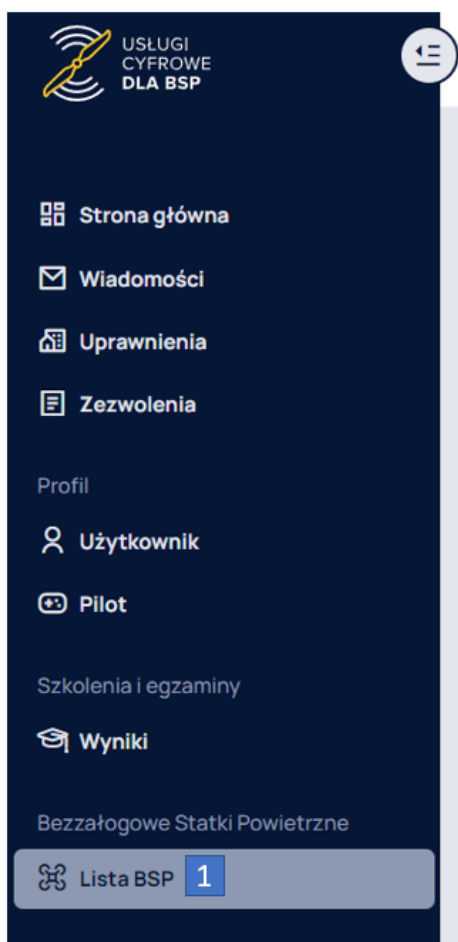 USŁUGI
CYFROWE
DLA BSP
Strona główna
Wiadomości
Uprawnienia
Zezwolenia
Profil
Użytkownik
Pilot
Szkolenia i egzaminy
Wyniki
Bezzałogowe Statki Powietrzne
Lista BSP 1